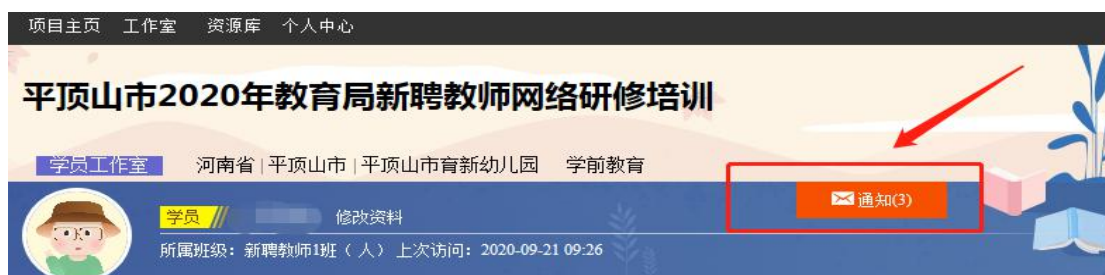 项目主页 工作室 资源库 个人中心
平顶山市2020年教育局新聘教师网络研修培训
学员工作室 河南省 | 平顶山市 | 平顶山市育新幼儿园 学前教育
通知(3)
学员 // 修改资料
所属班级：新聘教师1班（ 人） 上次访问：2020-09-21 09:26